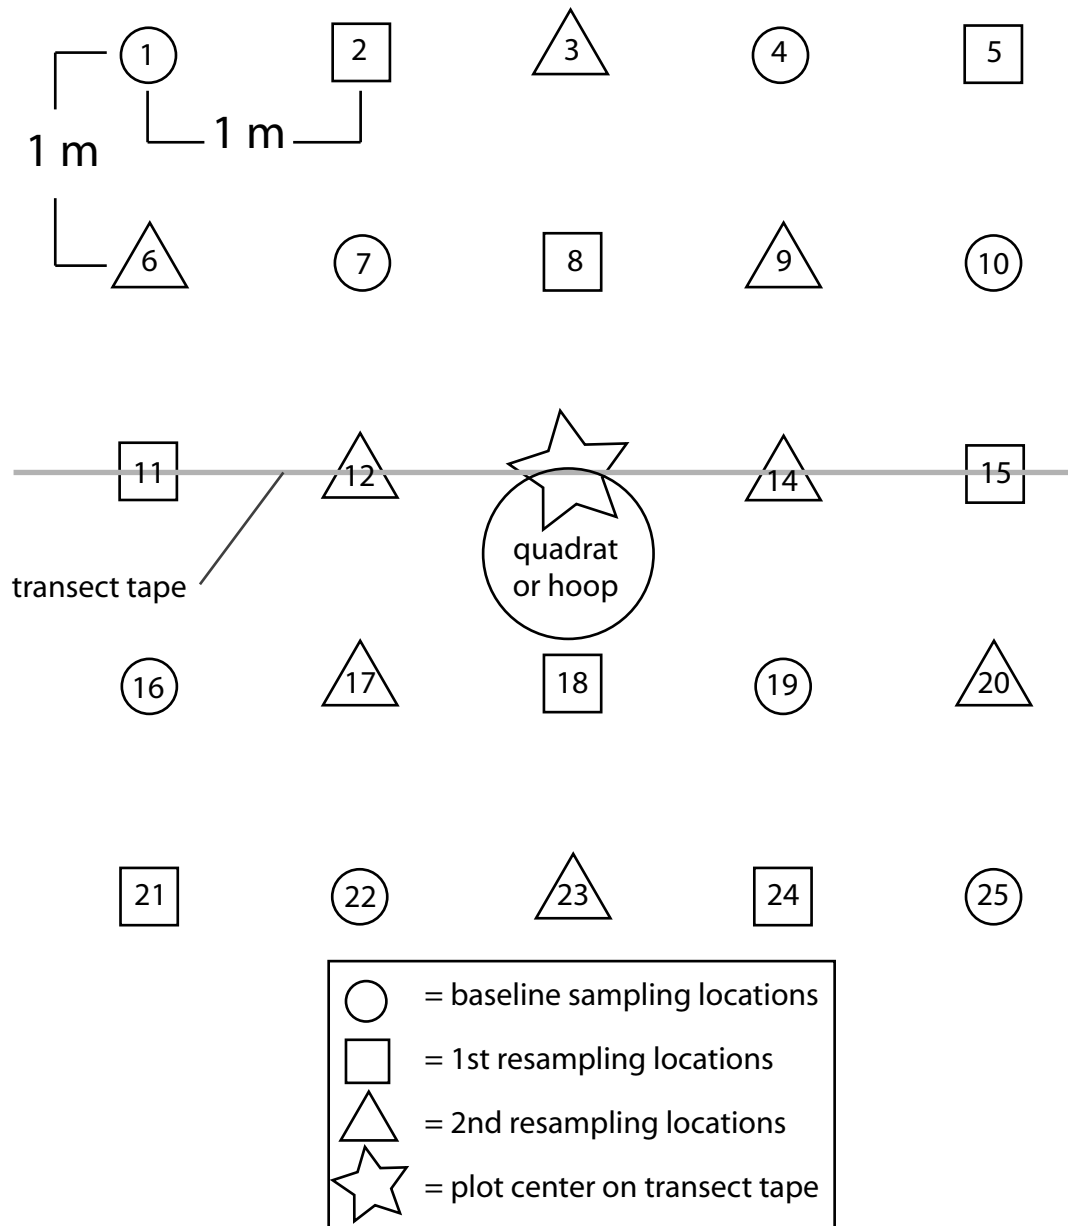 1
2
3
4
5
1 m
1 m
6
7
8
9
10
11
12
14
15
quadrat
or hoop
transect tape
16
17
18
19
20
21
22
23
24
25
= baseline sampling locations
= 1st resampling locations
= 2nd resampling locations
= plot center on transect tape